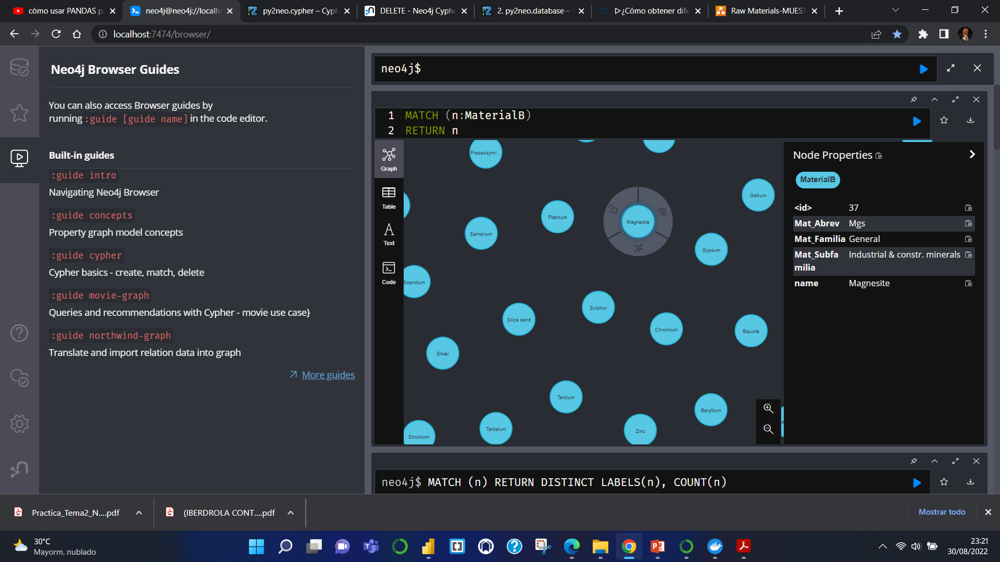 cómo usar PANDAS p
neo4j@neo4j://localh
py2neo.cypher – Cyph
DELETE - Neo4j Cyphe
2. py2neo.database –
¿Cómo obtener dife
Raw Materials-MUEST
localhost:7474/browser/
Neo4j Browser Guides
You can also access Browser guides by
running :guide [guide name] in the code editor.
Built-in guides
:guide intro
Navigating Neo4j Browser
:guide concepts
Property graph model concepts
:guide cypher
Cypher basics - create, match, delete
:guide movie-graph
Queries and recommendations with Cypher - movie use case}
:guide northwind-graph
Translate and import relation data into graph
More guides
neo4j$
1 MATCH (n:MaterialB)
2 RETURN n
Graph
Table
Text
Code
Praseodymi...
Gallium
Platinum
Magnesite
Samarium
Gypsum
Scandium
Sulphur
Silica sand
Chromium
Bauxite
Silver
Terbium
Beryllium
Tantalum
Zinc
Strontium
Node Properties
MaterialB
<id> 37
Mat_Abrev Mgs
Mat_Familia General
Mat_Subfa Industrial & constr. minerals
milia
name Magnesite
neo4j$ MATCH (n) RETURN DISTINCT LABELS(n), COUNT(n)
Practica_Tema2_N....pdf
(IBERDROLA CONT....pdf
Mostrar todo
30°C
Mayorm. nublado
23:21
30/08/2022